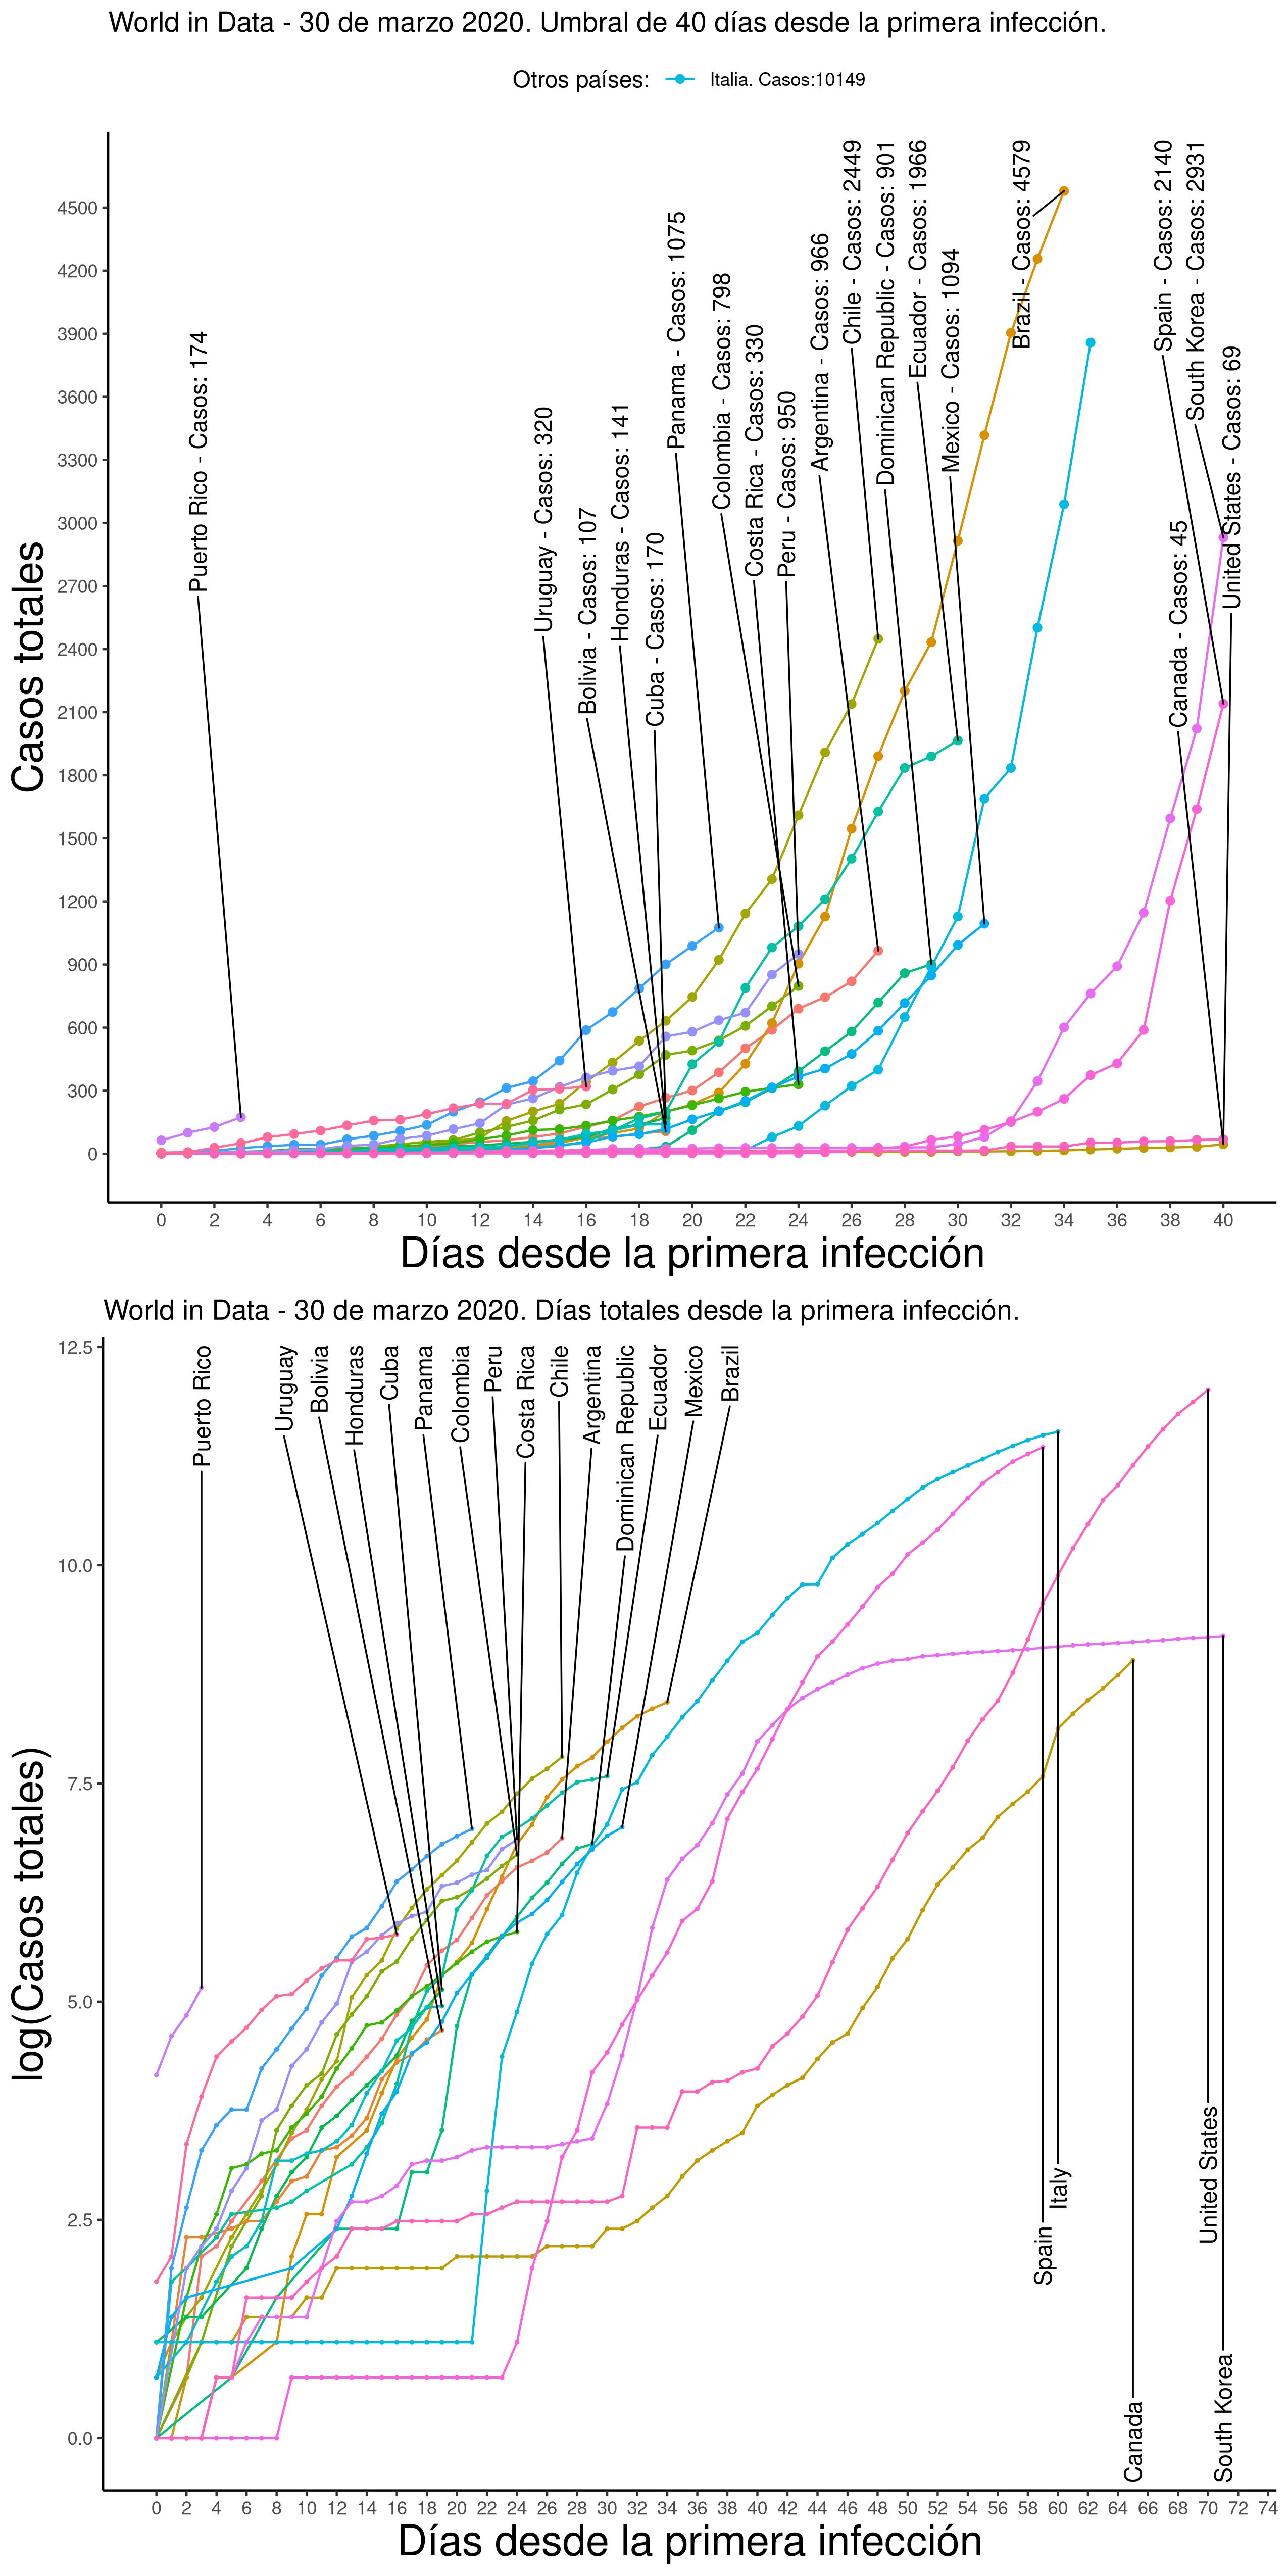 World in Data - 30 de marzo 2020. Umbral de 40 días desde la primera infección.
Otros países: Italia. Casos:10149
Casos totales
4500
4200
3900
3600
3300
3000
2700
2400
2100
1800
1500
1200
900
600
300
0
Puerto Rico - Casos: 174
Uruguay - Casos: 320
Bolivia - Casos: 107
Honduras - Casos: 141
Cuba - Casos: 170
Panama - Casos: 1075
Colombia - Casos: 798
Costa Rica - Casos: 330
Peru - Casos: 950
Argentina - Casos: 966
Chile - Casos: 2449
Dominican Republic - Casos: 901
Ecuador - Casos: 1966
Mexico - Casos: 1094
Brazil - Casos: 4579
Spain - Casos: 2140
South Korea - Casos: 2931
Canada - Casos: 45
United States - Casos: 69
0 2 4 6 8 10 12 14 16 18 20 22 24 26 28 30 32 34 36 38 40
Días desde la primera infección
World in Data - 30 de marzo 2020. Días totales desde la primera infección.
log(Casos totales)
12.5
10.0
7.5
5.0
2.5
0.0
Puerto Rico
Uruguay
Bolivia
Honduras
Cuba
Panama
Colombia
Peru
Costa Rica
Chile
Argentina
Dominican Republic
Ecuador
Mexico
Brazil
Spain
Italy
Canada
United States
South Korea
0 2 4 6 8 10 12 14 16 18 20 22 24 26 28 30 32 34 36 38 40 42 44 46 48 50 52 54 56 58 60 62 64 66 68 70 72 74
Días desde la primera infección